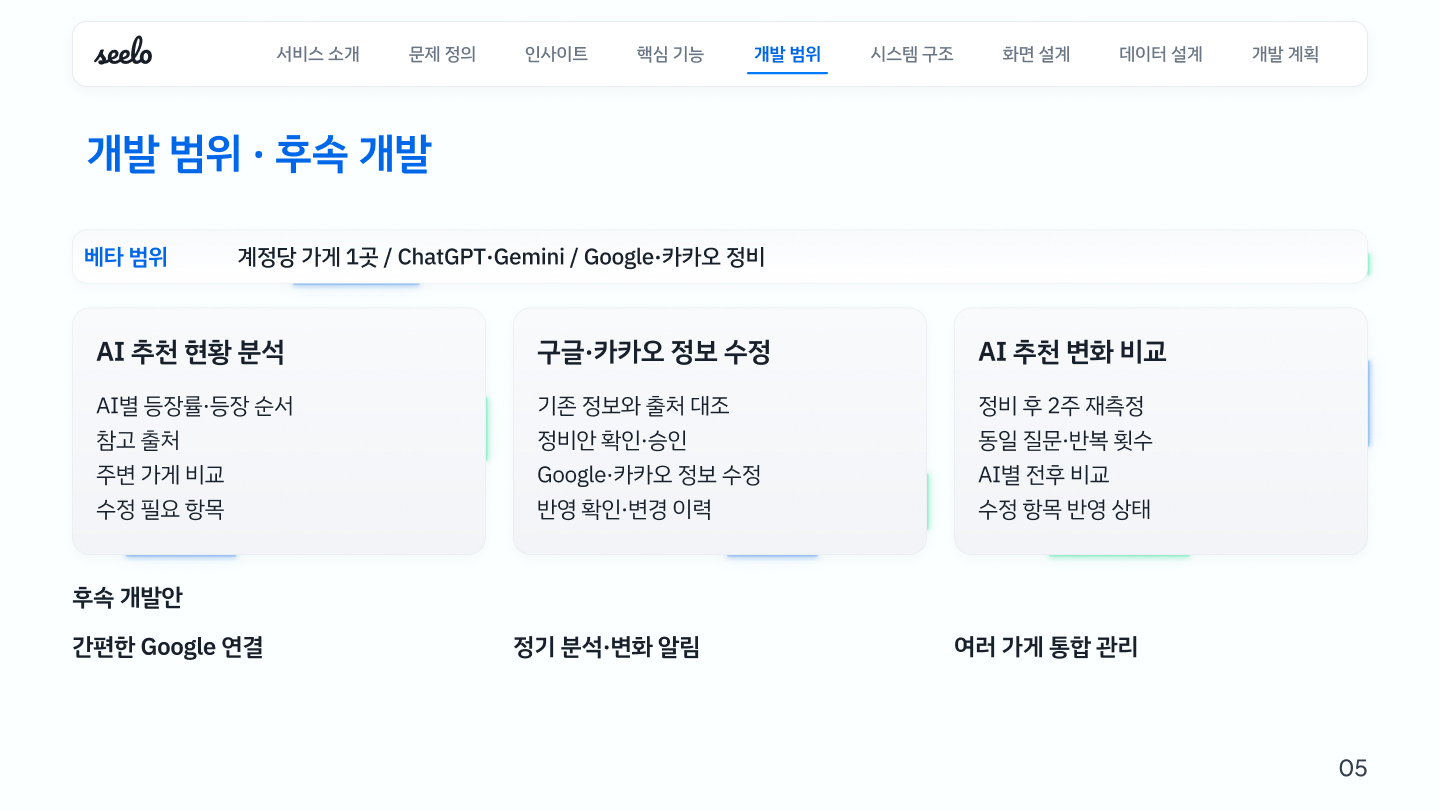 seelo 서비스 소개 문제 정의 인사이트 핵심 기능 개발 범위 시스템 구조 화면 설계 데이터 설계 개발 계획
개발 범위 · 후속 개발
베타 범위 계정당 가게 1곳 / ChatGPT·Gemini / Google·카카오 정비
AI 추천 현황 분석
AI별 등장률·등장 순서
참고 출처
주변 가게 비교
수정 필요 항목
구글·카카오 정보 수정
기존 정보와 출처 대조
정비안 확인·승인
Google·카카오 정보 수정
반영 확인·변경 이력
AI 추천 변화 비교
정비 후 2주 재측정
동일 질문·반복 횟수
AI별 전후 비교
수정 항목 반영 상태
후속 개발안
간편한 Google 연결
정기 분석·변화 알림
여러 가게 통합 관리
05